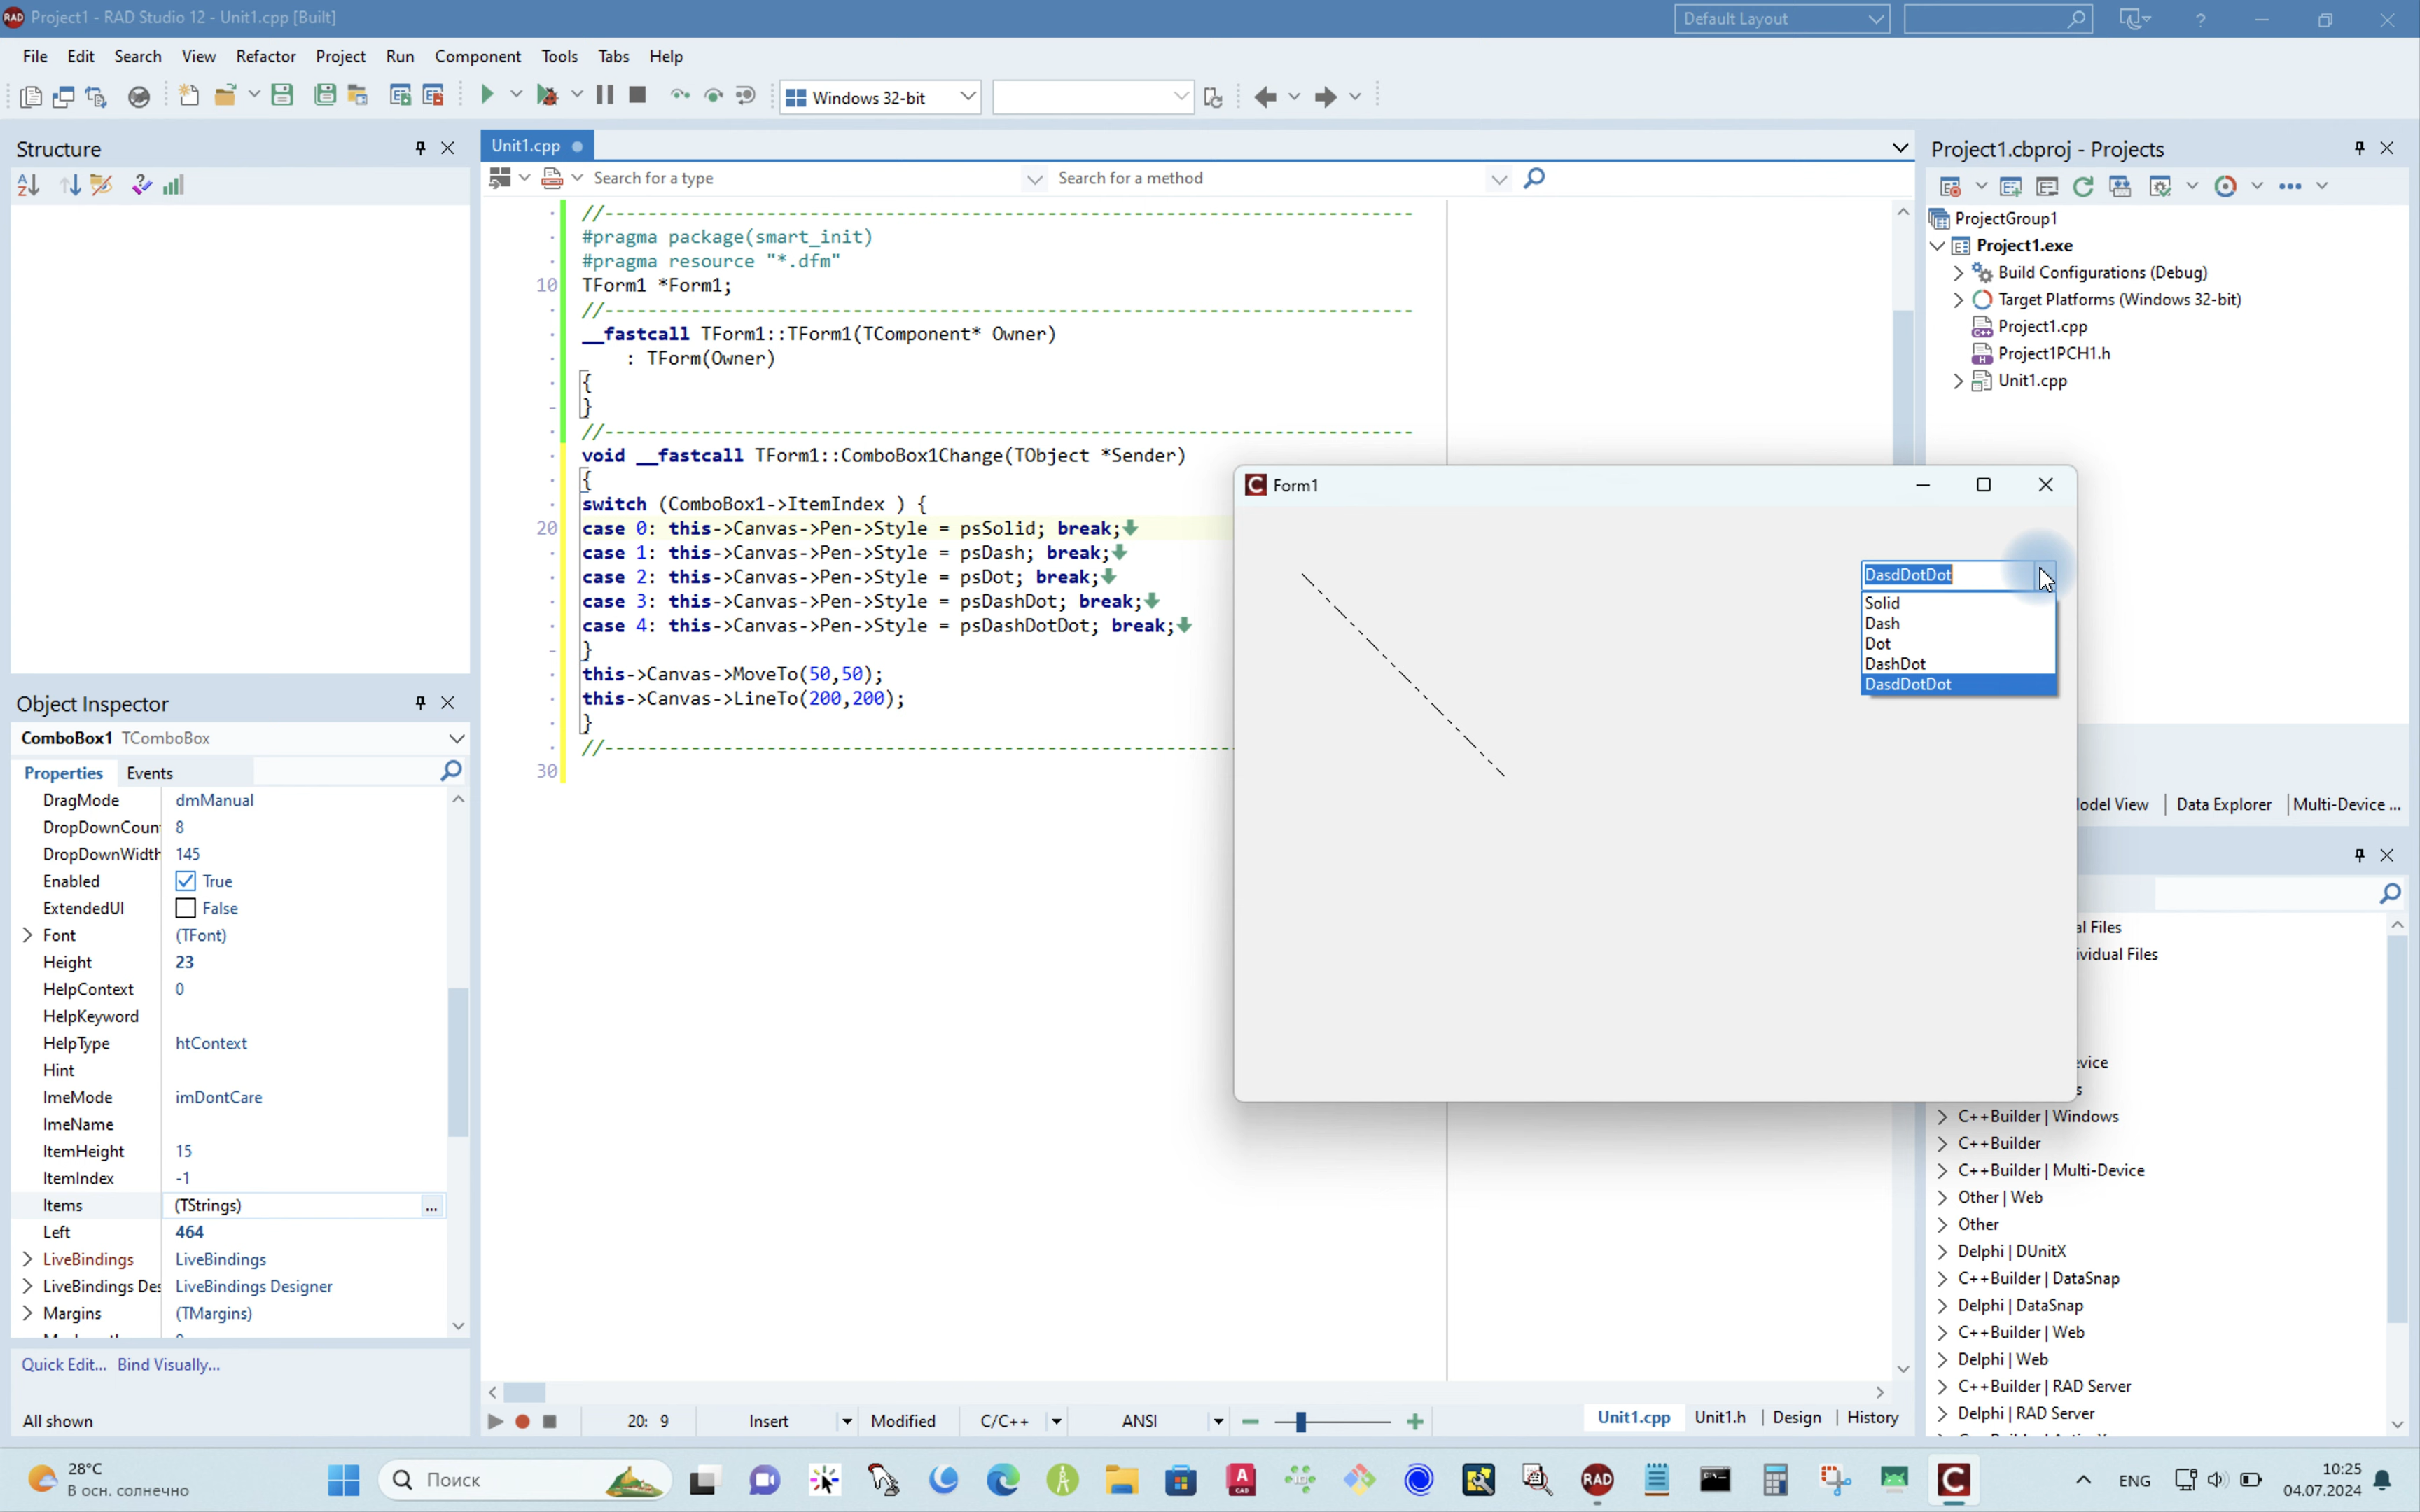 Project1 - RAD Studio 12 - Unit1.cpp [Built]
Default Layout
File Edit Search View Refactor Project Run Component Tools Tabs Help
Windows 32-bit
Structure
Unit1.cpp
Search for a type
Search for a method
//---------------------------------------------------------------------------
#pragma package(smart_init)
#pragma resource "*.dfm"
10 TForm1 *Form1;
//---------------------------------------------------------------------------
__fastcall TForm1::TForm1(TComponent* Owner)
: TForm(Owner)
{
}
//---------------------------------------------------------------------------
void __fastcall TForm1::ComboBox1Change(TObject *Sender)
{
switch (ComboBox1->ItemIndex ) {
20 case 0: this->Canvas->Pen->Style = psSolid; break;
case 1: this->Canvas->Pen->Style = psDash; break;
case 2: this->Canvas->Pen->Style = psDot; break;
case 3: this->Canvas->Pen->Style = psDashDot; break;
case 4: this->Canvas->Pen->Style = psDashDotDot; break;
}
this->Canvas->MoveTo(50,50);
this->Canvas->LineTo(200,200);
}
//-----------------------------------------------------------
30
Form1
DasdDotDot
Solid
Dash
Dot
DashDot
DasdDotDot
Project1.cbproj - Projects
ProjectGroup1
Project1.exe
Build Configurations (Debug)
Target Platforms (Windows 32-bit)
Project1.cpp
Project1PCH1.h
Unit1.cpp
odel View Data Explorer Multi-Device ...
al Files
ividual Files
evice
s
C++Builder | Windows
C++Builder
C++Builder | Multi-Device
Other | Web
Other
Delphi | DUnitX
C++Builder | DataSnap
Delphi | DataSnap
C++Builder | Web
Delphi | Web
C++Builder | RAD Server
Delphi | RAD Server
Object Inspector
ComboBox1 TComboBox
Properties Events
DragMode dmManual
DropDownCoun 8
DropDownWidth 145
Enabled True
ExtendedUI False
Font (TFont)
Height 23
HelpContext 0
HelpKeyword
HelpType htContext
Hint
ImeMode imDontCare
ImeName
ItemHeight 15
ItemIndex -1
Items (TStrings) ...
Left 464
LiveBindings LiveBindings
LiveBindings Des LiveBindings Designer
Margins (TMargins)
Quick Edit... Bind Visually...
All shown
20: 9 Insert Modified C/C++ ANSI
Unit1.cpp Unit1.h Design History
28°C
В осн. солнечно
Поиск
RAD
ENG
10:25
04.07.2024